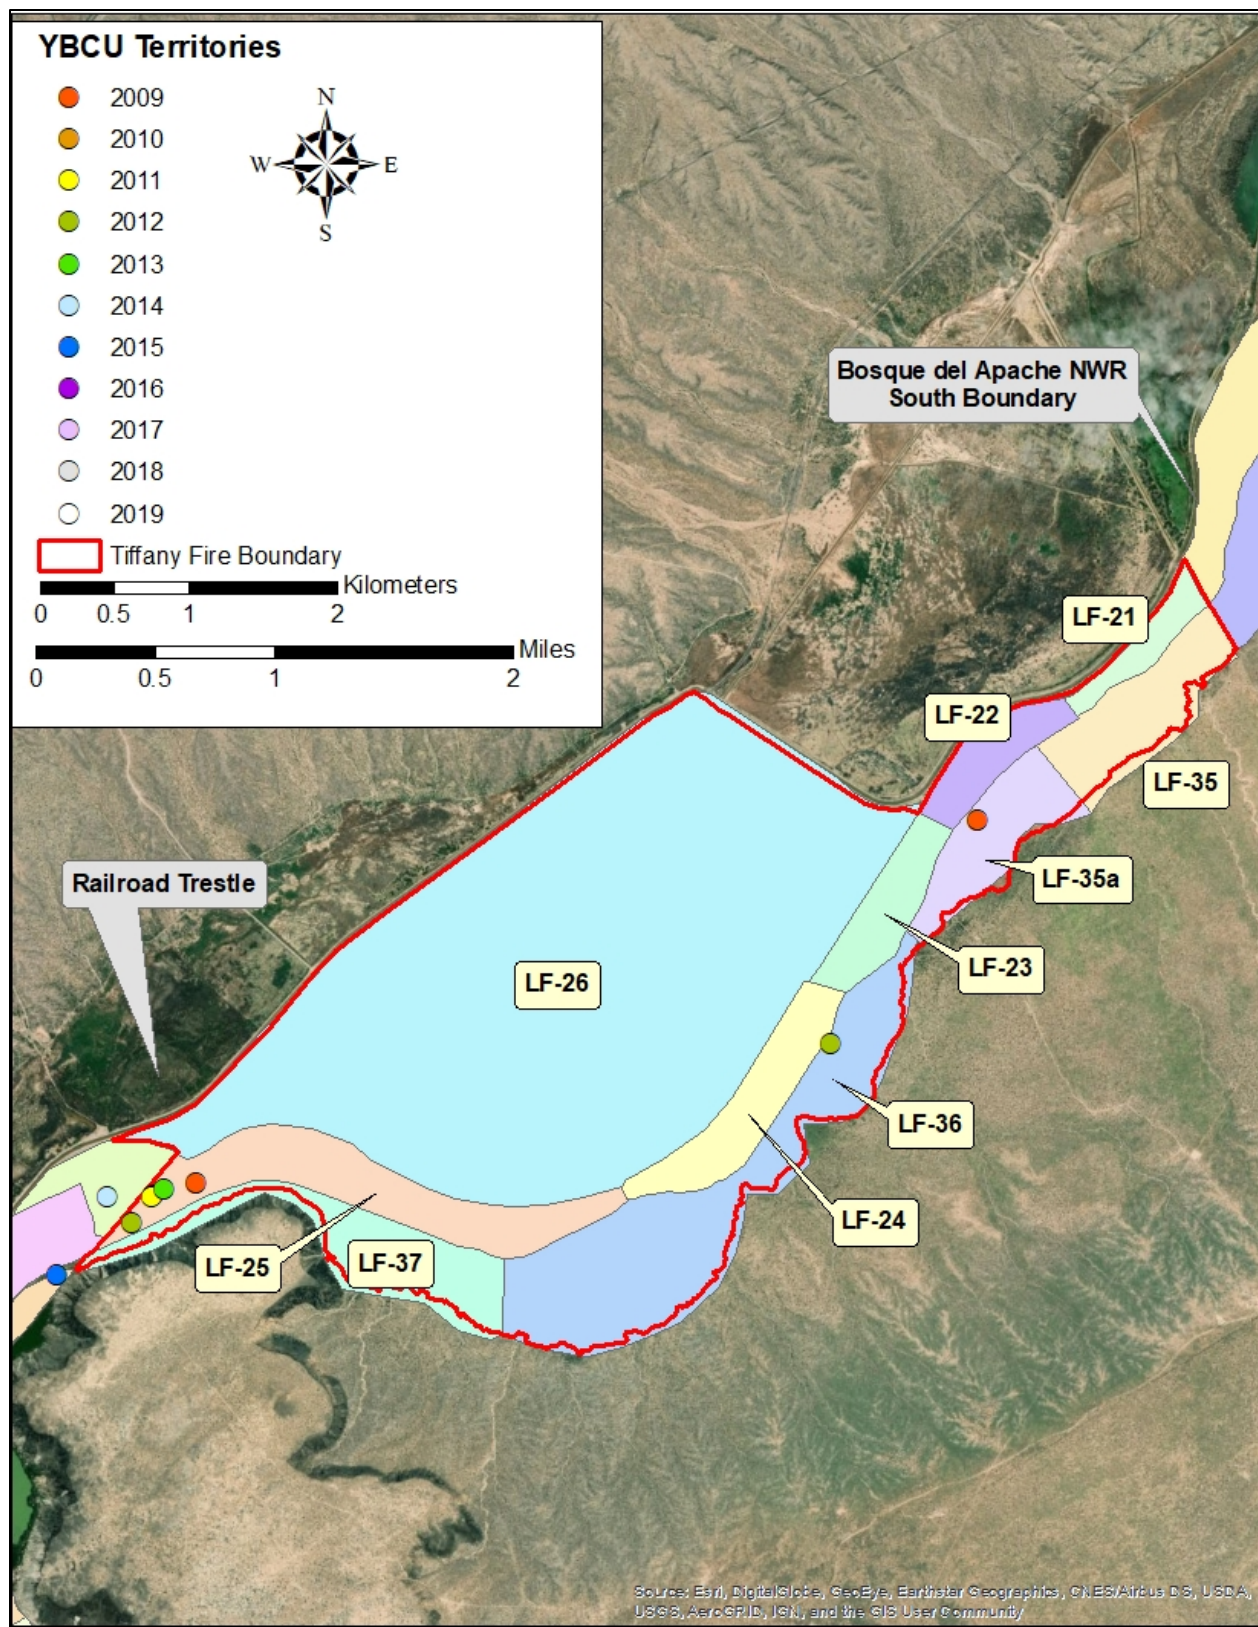 YBCU Territories
2009
2010
2011
2012
2013
2014
2015
2016
2017
2018
2019
N
W
E
S
Tiffany Fire Boundary
Kilometers
0 0.5 1 2
Miles
0 0.5 1 2
Bosque del Apache NWR
South Boundary
LF-21
LF-22
LF-35
Railroad Trestle
LF-35a
LF-23
LF-26
LF-36
LF-24
LF-25
LF-37
Source: Esri, DigitalGlobe, GeoEye, Earthstar Geographics, CNES/Airbus DS, USDA,
USGS, AeroGRID, IGN, and the GIS User Community